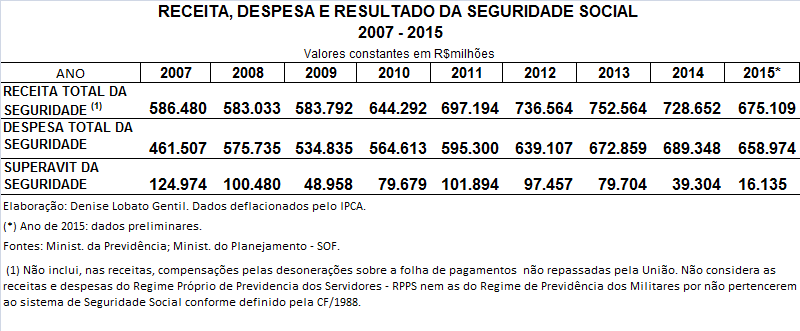 RECEITA, DESPESA E RESULTADO DA SEGURIDADE SOCIAL
2007 - 2015
Valores constantes em R$milhões
ANO 2007 2008 2009 2010 2011 2012 2013 2014 2015*
RECEITA TOTAL DA
SEGURIDADE (1) 586.480 583.033 583.792 644.292 697.194 736.564 752.564 728.652 675.109
DESPESA TOTAL DA
SEGURIDADE 461.507 575.735 534.835 564.613 595.300 639.107 672.859 689.348 658.974
SUPERAVIT DA
SEGURIDADE 124.974 100.480 48.958 79.679 101.894 97.457 79.704 39.304 16.135
Elaboração: Denise Lobato Gentil. Dados deflacionados pelo IPCA.
(*) Ano de 2015: dados preliminares.
Fontes: Minist. da Previdência; Minist. do Planejamento - SOF.
(1) Não inclui, nas receitas, compensações pelas desonerações sobre a folha de pagamentos não repassadas pela União. Não considera as
receitas e despesas do Regime Próprio de Previdencia dos Servidores - RPPS nem as do Regime de Previdência dos Militares por não pertencerem
ao sistema de Seguridade Social conforme definido pela CF/1988.